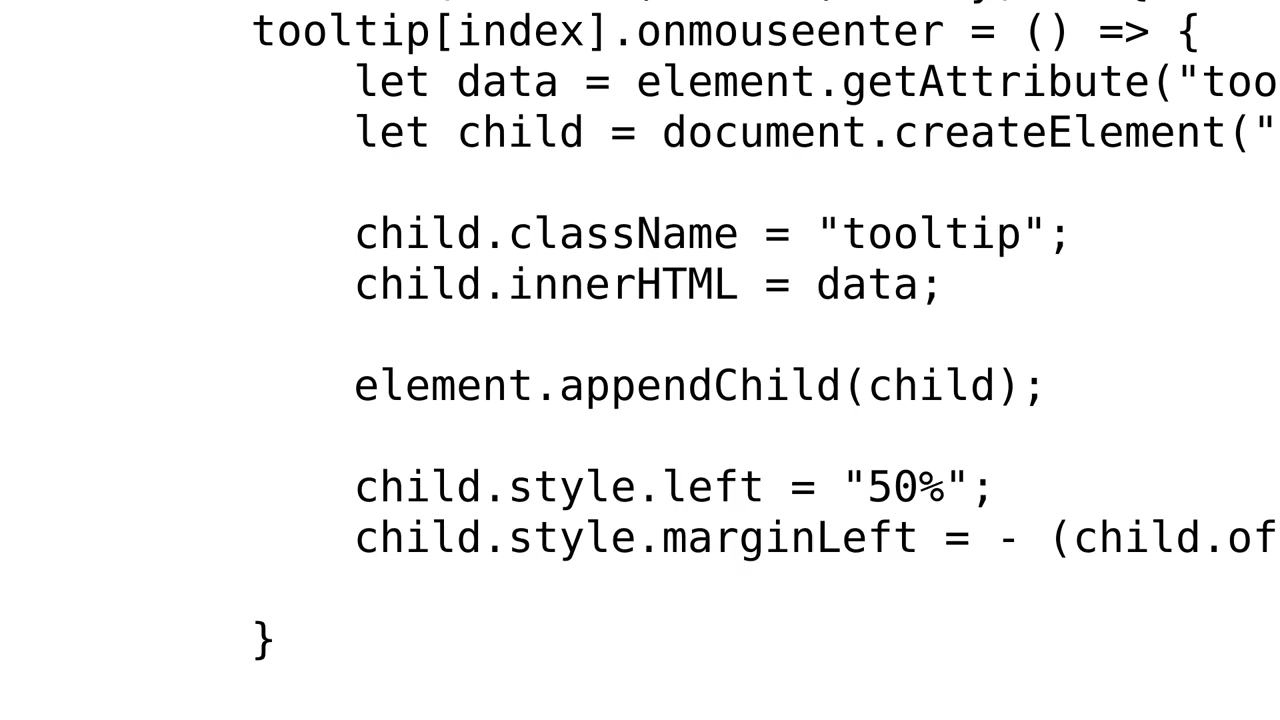 tooltip[index].onmouseenter = () => {
let data = element.getAttribute("too
let child = document.createElement("
child.className = "tooltip";
child.innerHTML = data;
element.appendChild(child);
child.style.left = "50%";
child.style.marginLeft = - (child.of
}